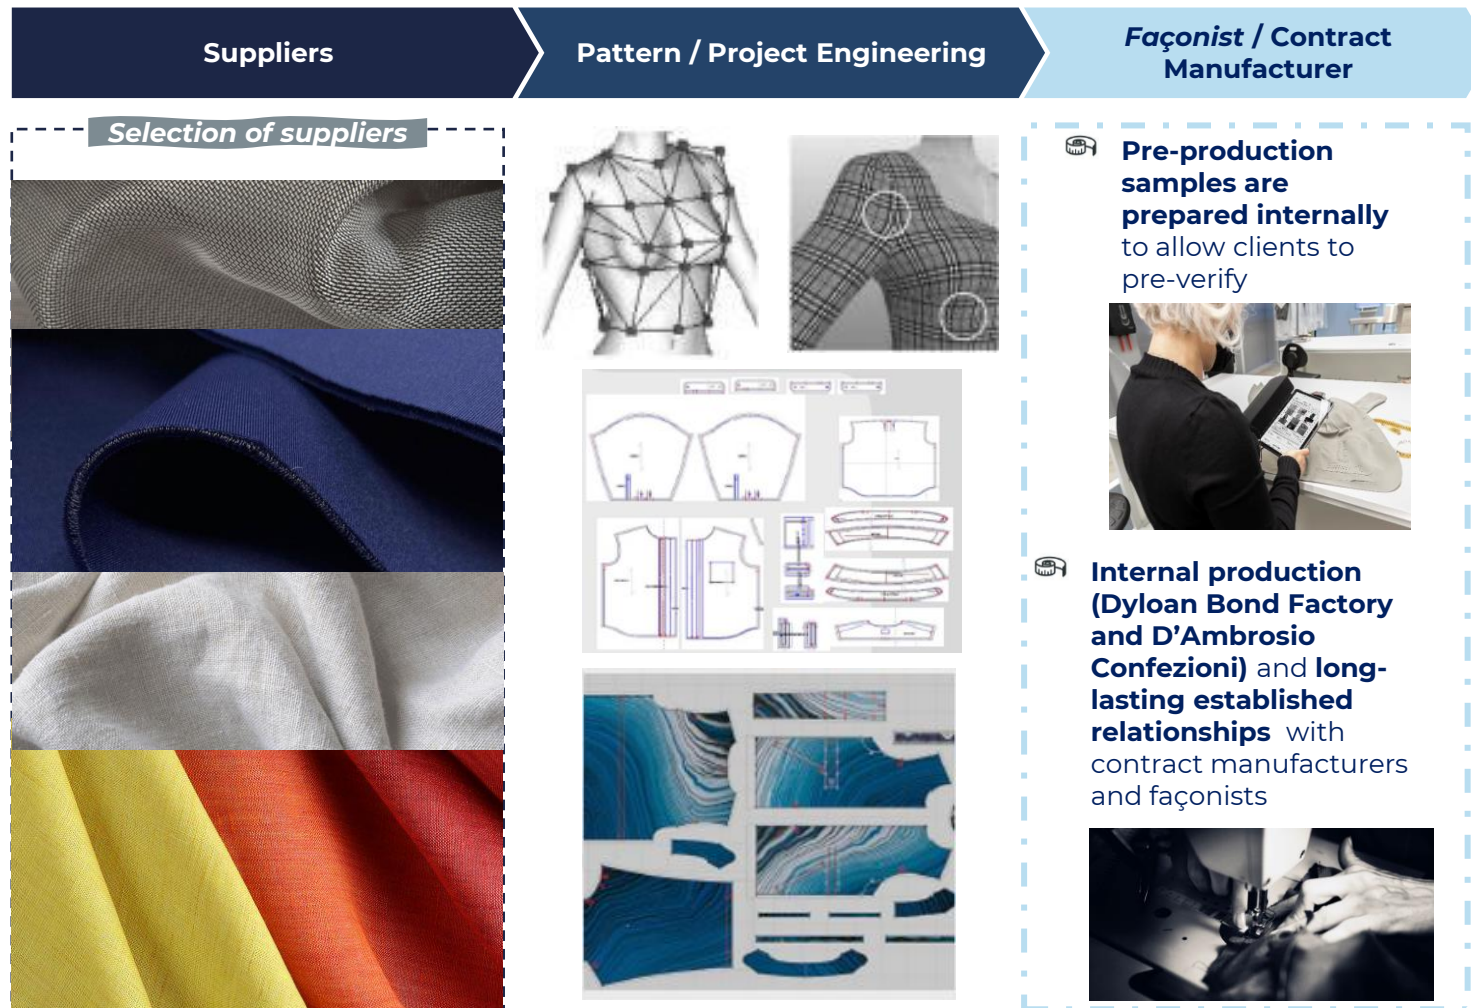 Suppliers
Pattern / Project Engineering
Façonist / Contract
Manufacturer
Selection of suppliers
Pre-production
samples are
prepared internally
to allow clients to
pre-verify
Internal production
(Dyloan Bond Factory
and D’Ambrosio
Confezioni) and long-
lasting established
relationships with
contract manufacturers
and façonists